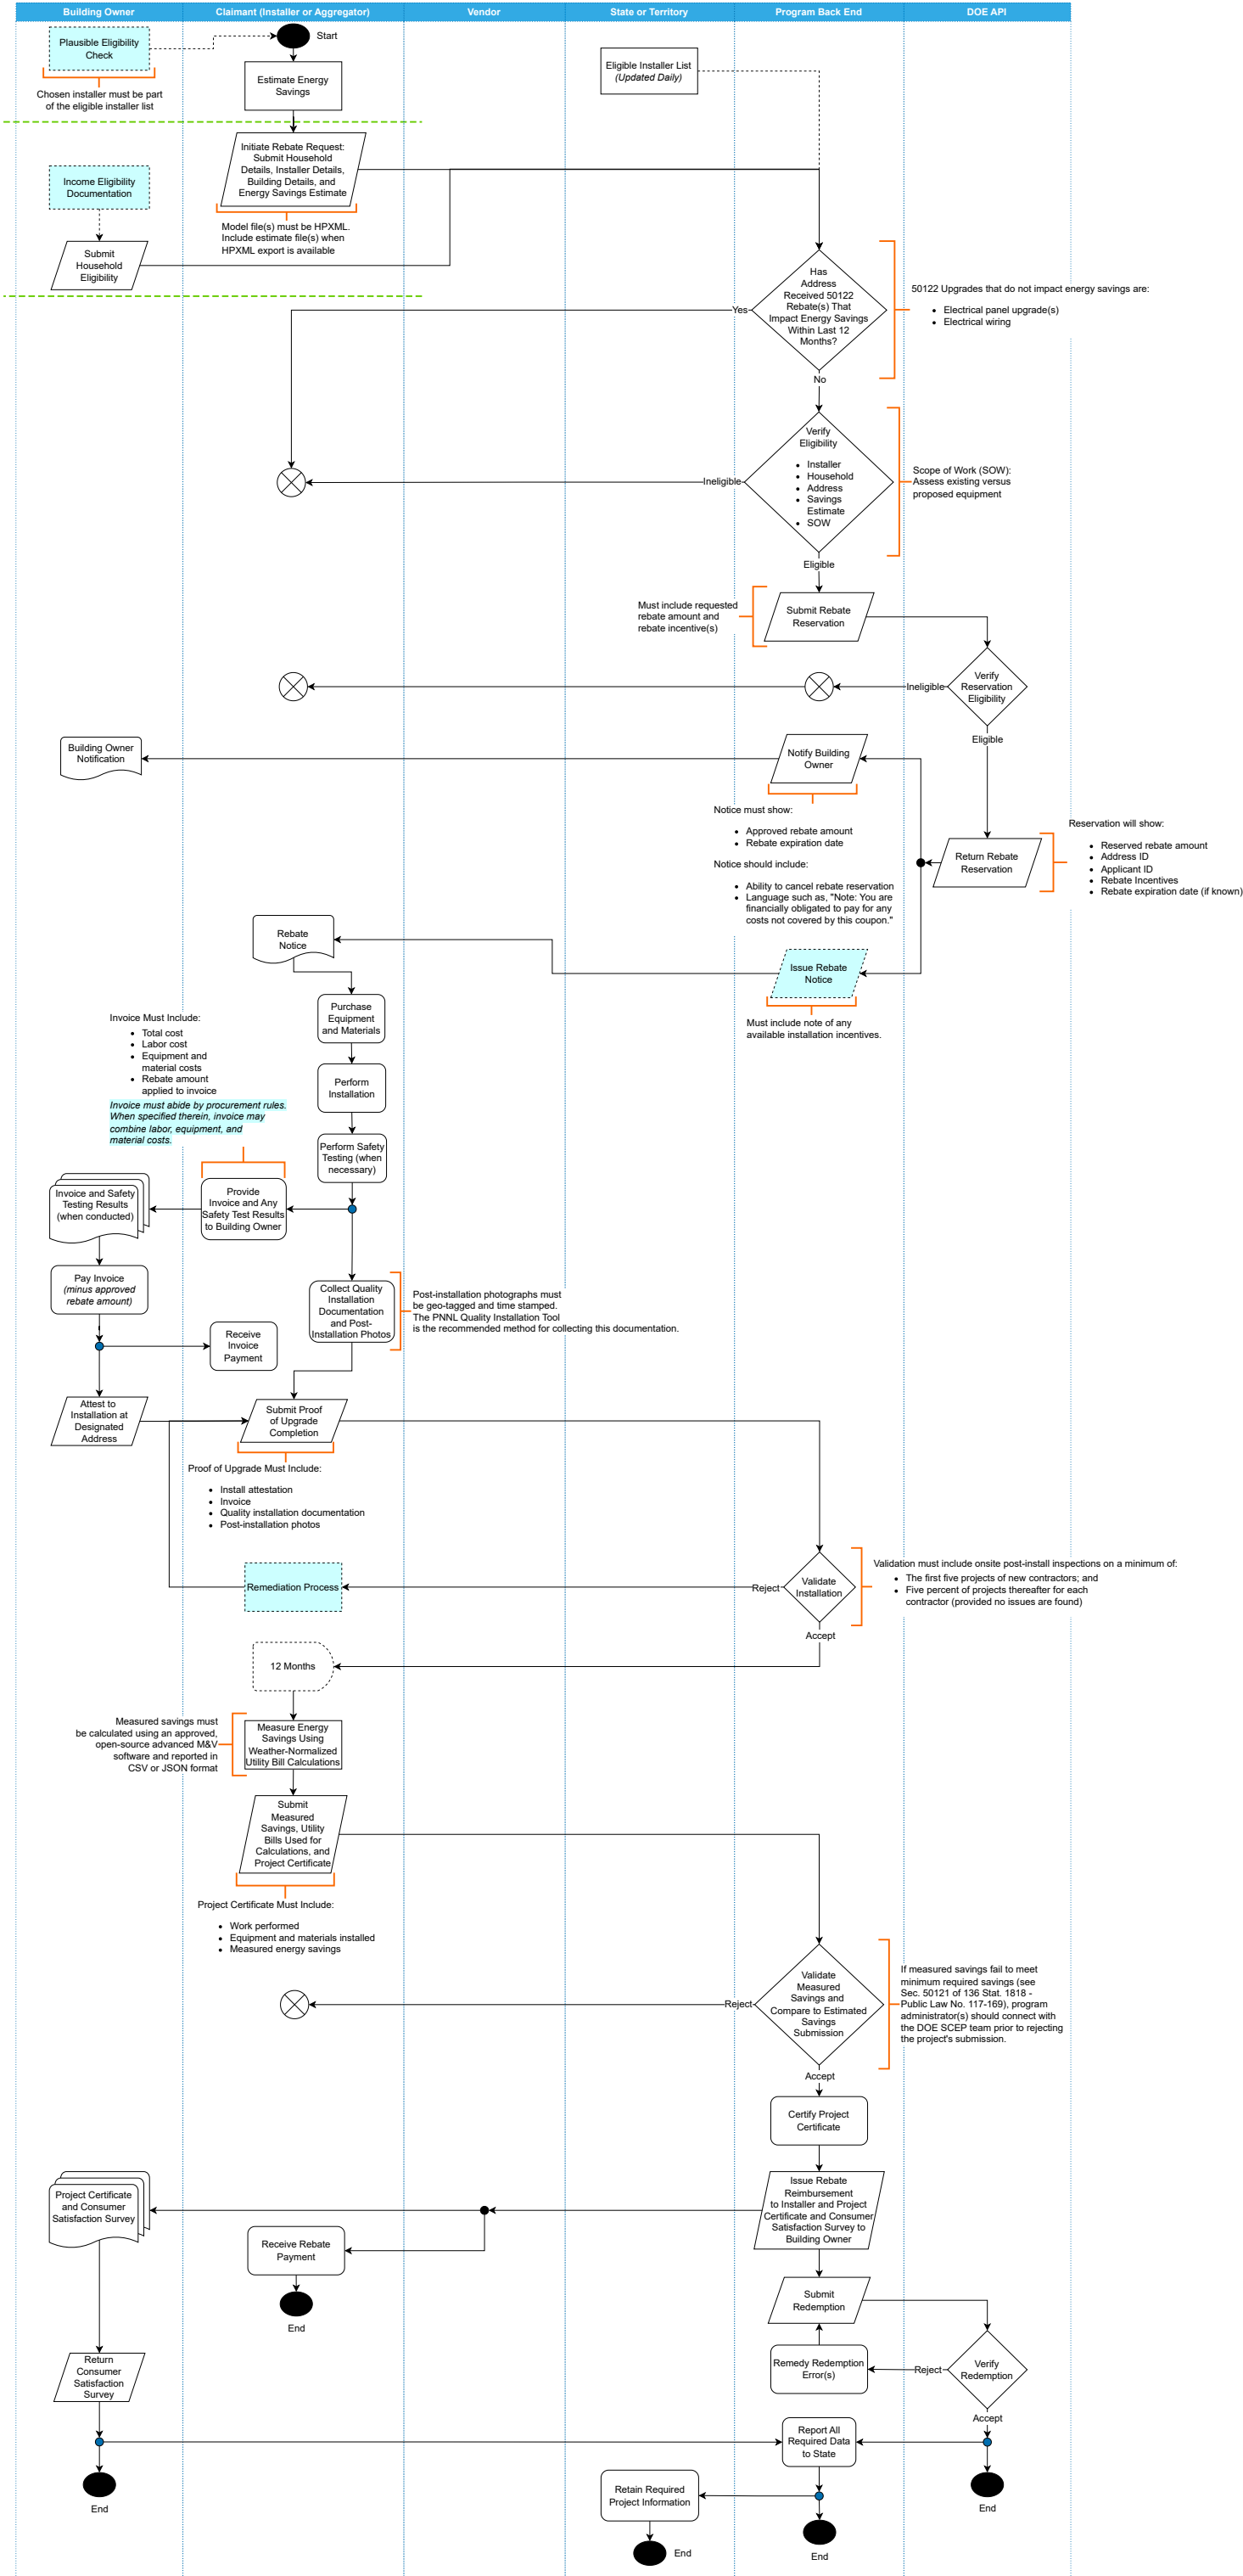 Building Owner
Claimant (Installer or Aggregator)
Vendor
State or Territory
Program Back End
DOE API
Plausible Eligibility
Check
Start
Chosen installer must be part
of the eligible installer list
Estimate Energy
Savings
Eligible Installer List
(Updated Daily)
Initiate Rebate Request:
Submit Household
Details, Installer Details,
Building Details, and
Energy Savings Estimate
Income Eligibility
Documentation
Model file(s) must be HPXML.
Include estimate file(s) when
HPXML export is available
Submit
Household
Eligibility
Has
Address
Received 50122
Rebate(s) That
Impact Energy Savings
Within Last 12
Months?
Yes
No
50122 Upgrades that do not impact energy savings are:
• Electrical panel upgrade(s)
• Electrical wiring
Verify
Eligibility
• Installer
• Household
• Address
• Savings
Estimate
• SOW
Ineligible
Eligible
Scope of Work (SOW):
Assess existing versus
proposed equipment
Must include requested
rebate amount and
rebate incentive(s)
Submit Rebate
Reservation
Verify
Reservation
Eligibility
Ineligible
Eligible
Building Owner
Notification
Notify Building
Owner
Notice must show:
• Approved rebate amount
• Rebate expiration date
Notice should include:
• Ability to cancel rebate reservation
• Language such as, "Note: You are
financially obligated to pay for any
costs not covered by this coupon."
Return Rebate
Reservation
Reservation will show:
• Reserved rebate amount
• Address ID
• Applicant ID
• Rebate Incentives
• Rebate expiration date (if known)
Rebate
Notice
Issue Rebate
Notice
Must include note of any
available installation incentives.
Purchase
Equipment
and Materials
Invoice Must Include:
• Total cost
• Labor cost
• Equipment and
material costs
• Rebate amount
applied to invoice
Invoice must abide by procurement rules.
When specified therein, invoice may
combine labor, equipment, and
material costs.
Perform
Installation
Perform Safety
Testing (when
necessary)
Invoice and Safety
Testing Results
(when conducted)
Provide
Invoice and Any
Safety Test Results
to Building Owner
Pay Invoice
(minus approved
rebate amount)
Collect Quality
Installation
Documentation
and Post-
Installation Photos
Post-installation photographs must
be geo-tagged and time stamped.
The PNNL Quality Installation Tool
is the recommended method for collecting this documentation.
Receive
Invoice
Payment
Attest to
Installation at
Designated
Address
Submit Proof
of Upgrade
Completion
Proof of Upgrade Must Include:
• Install attestation
• Invoice
• Quality installation documentation
• Post-installation photos
Remediation Process
Reject
Validate
Installation
Accept
Validation must include onsite post-install inspections on a minimum of:
• The first five projects of new contractors; and
• Five percent of projects thereafter for each
contractor (provided no issues are found)
12 Months
Measured savings must
be calculated using an approved,
open-source advanced M&V
software and reported in
CSV or JSON format
Measure Energy
Savings Using
Weather-Normalized
Utility Bill Calculations
Submit
Measured
Savings, Utility
Bills Used for
Calculations, and
Project Certificate
Project Certificate Must Include:
• Work performed
• Equipment and materials installed
• Measured energy savings
Validate
Measured
Savings and
Compare to Estimated
Savings
Submission
Reject
Accept
If measured savings fail to meet
minimum required savings (see
Sec. 50121 of 136 Stat. 1818 -
Public Law No. 117-169), program
administrator(s) should connect with
the DOE SCEP team prior to rejecting
the project's submission.
Certify Project
Certificate
Project Certificate
and Consumer
Satisfaction Survey
Issue Rebate
Reimbursement
to Installer and Project
Certificate and Consumer
Satisfaction Survey to
Building Owner
Receive Rebate
Payment
End
Submit
Redemption
Return
Consumer
Satisfaction
Survey
Remedy Redemption
Error(s)
Reject
Verify
Redemption
Accept
Report All
Required Data
to State
End
Retain Required
Project Information
End
End
End